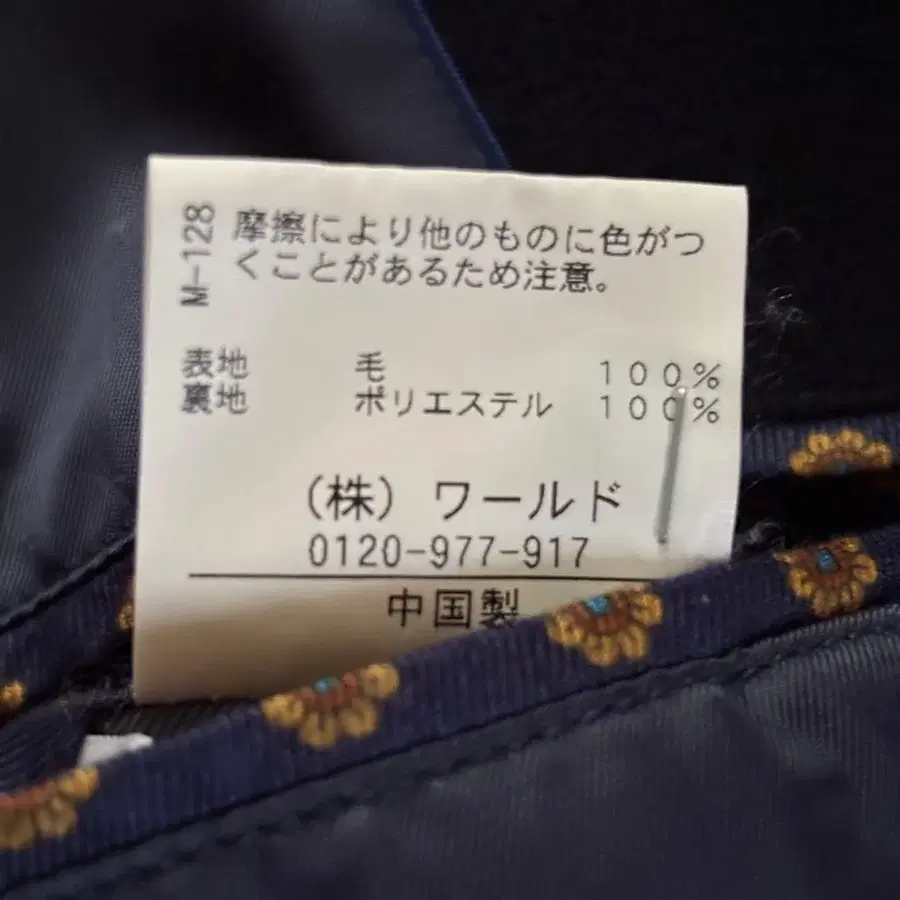 M-128
摩擦により他のものに色がつ
くことがあるため注意。
表地 毛 100%
裏地 ポリエステル 100%
(株) ワールド
0120-977-917
中国製